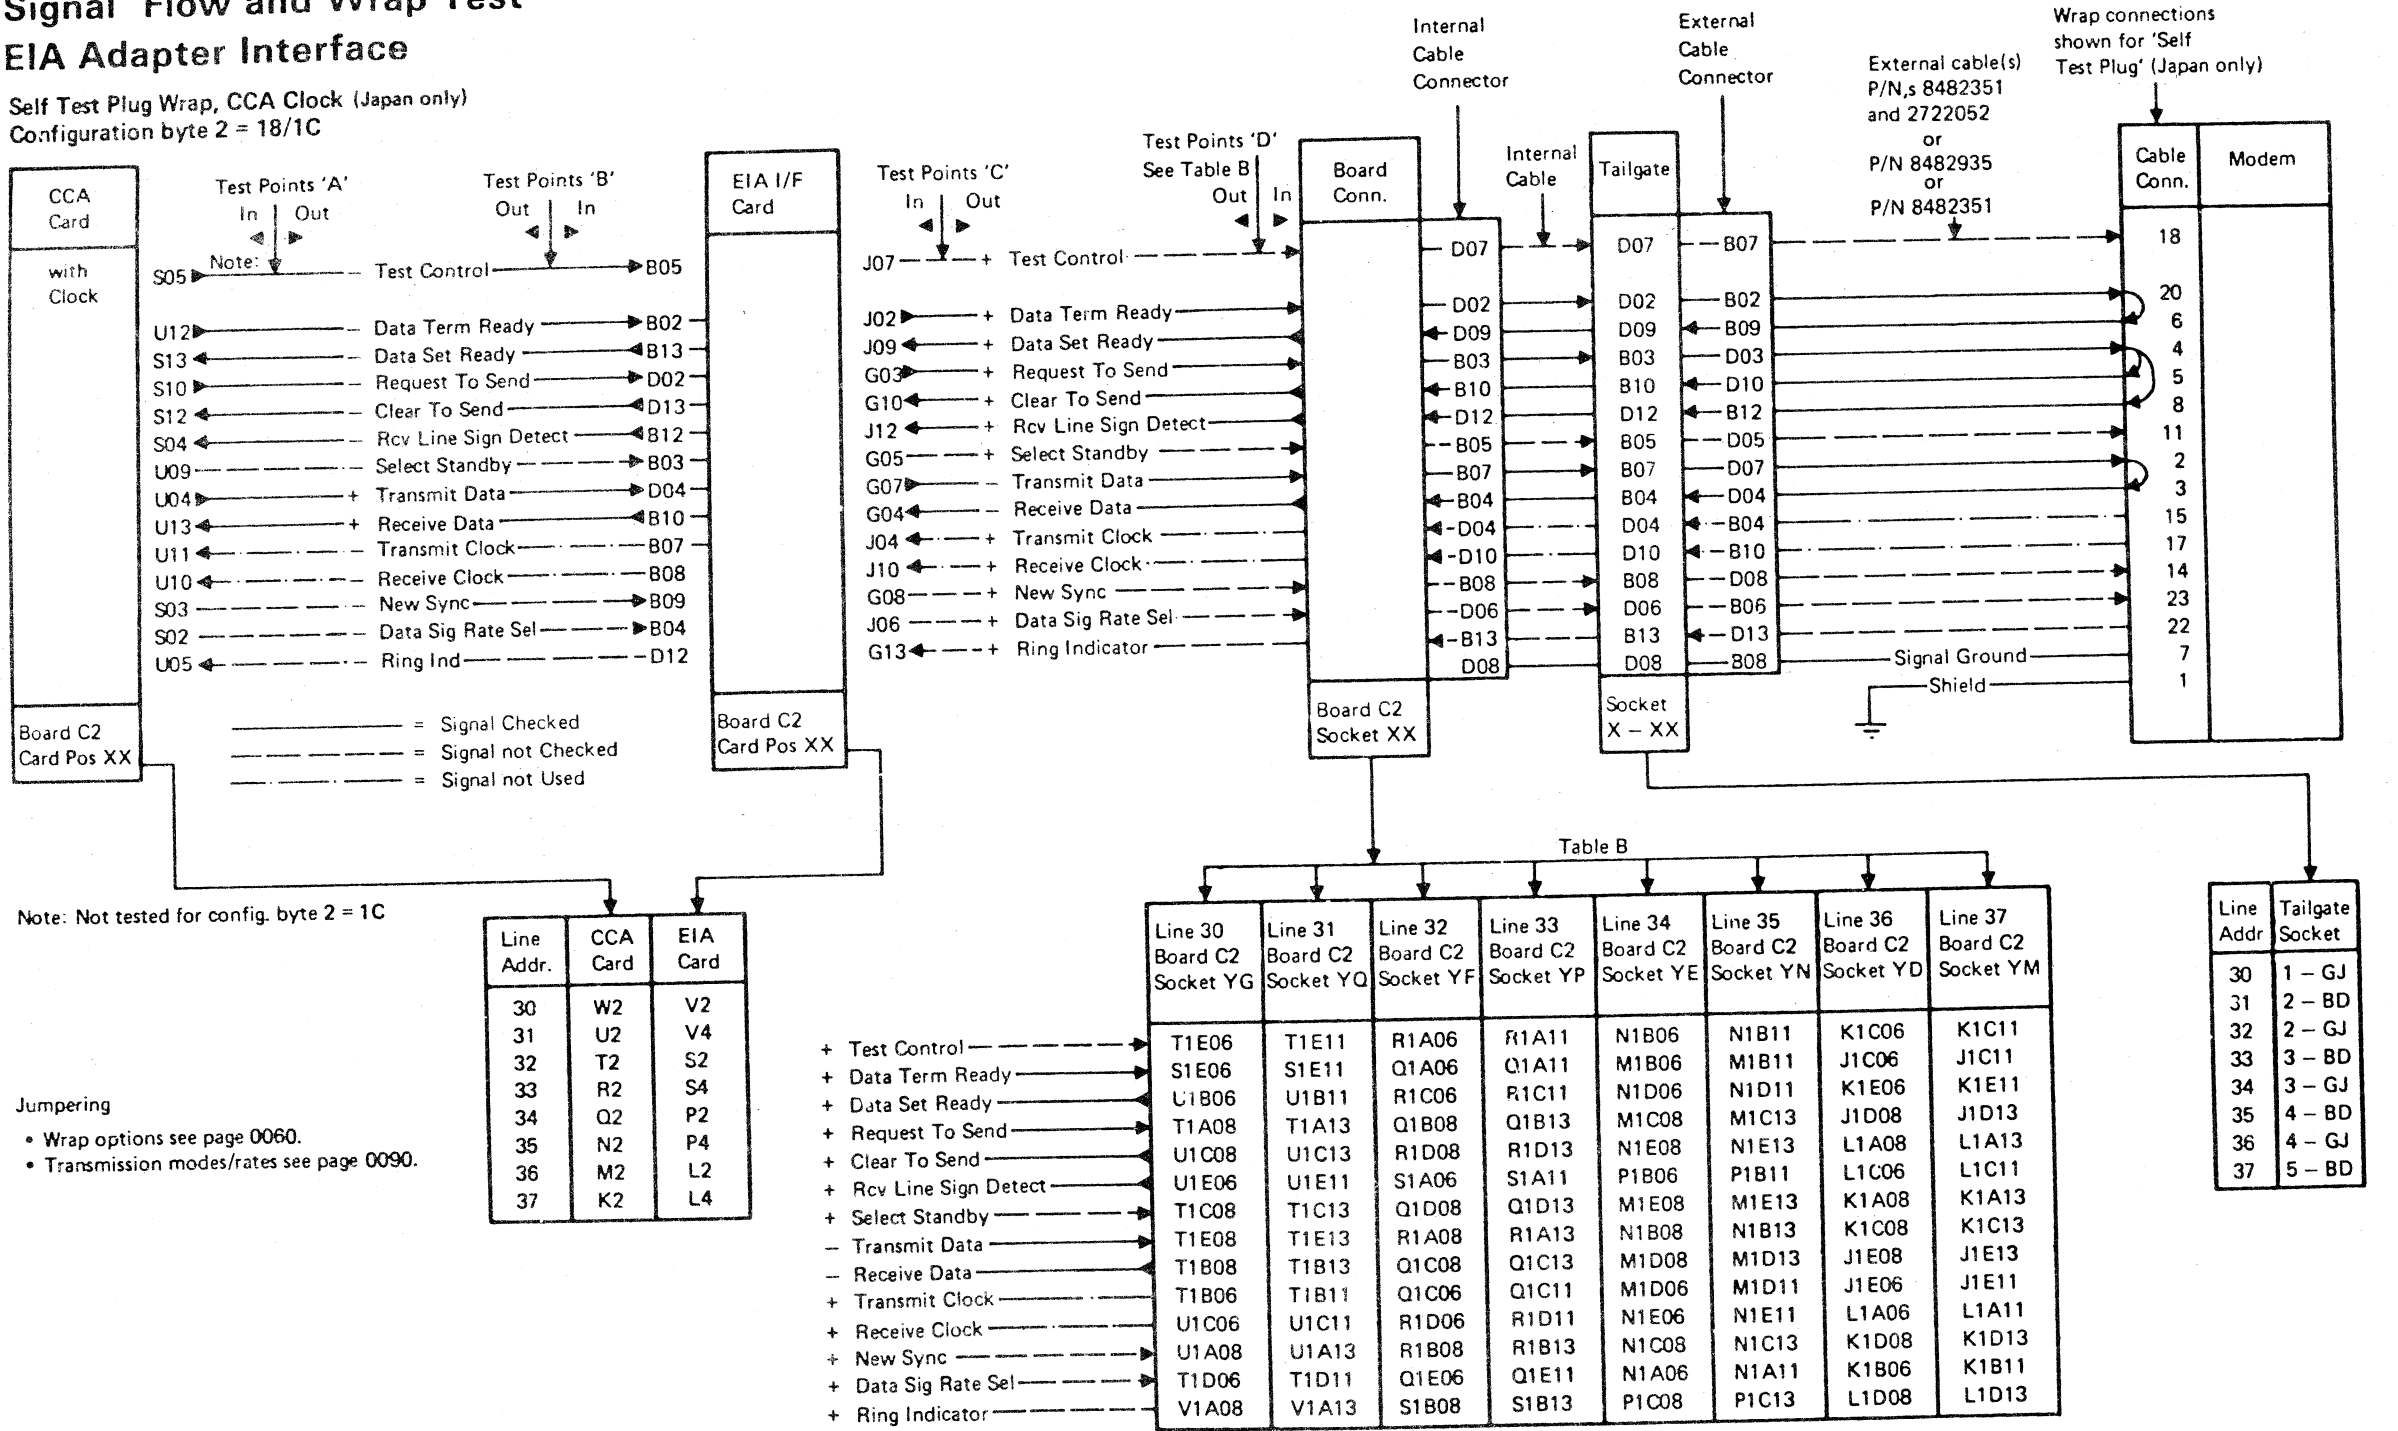 Signal Flow and Wrap Test
EIA Adapter Interface
Self Test Plug Wrap, CCA Clock (Japan only)
Configuration byte 2 = 18/1C
Internal Cable Connector
External Cable Connector
External cable(s)
P/N,s 8482351
and 2722052
or
P/N 8482935
or
P/N 8482351
Wrap connections
shown for 'Self
Test Plug' (Japan only)
CCA Card
with Clock
Test Points 'A'
In Out
Test Points 'B'
Out In
EIA I/F Card
Test Points 'C'
In Out
Test Points 'D'
See Table B
Out In
Board Conn.
Internal Cable
Tailgate
Cable Conn.
Modem
Note:
S05 – Test Control B05
U12 – Data Term Ready B02
S13 – Data Set Ready B13
S10 – Request To Send D02
S12 – Clear To Send D13
S04 – Rcv Line Sign Detect B12
U09 – Select Standby B03
U04 + Transmit Data D04
U13 + Receive Data B10
U11 – Transmit Clock B07
U10 – Receive Clock B08
S03 – New Sync B09
S02 – Data Sig Rate Sel B04
U05 – Ring Ind D12
J07 + Test Control D07 D07 B07 18
J02 + Data Term Ready D02 D02 B02 20
J09 + Data Set Ready D09 D09 B09 6
G03 + Request To Send B03 B03 D03 4
G10 + Clear To Send B10 B10 D10 5
J12 + Rcv Line Sign Detect D12 D12 B12 8
G05 + Select Standby B05 B05 D05 11
G07 – Transmit Data B07 B07 D07 2
G04 – Receive Data B04 B04 D04 3
J04 + Transmit Clock D04 D04 B04 15
J10 + Receive Clock D10 D10 B10 17
G08 + New Sync B08 B08 D08 14
J06 + Data Sig Rate Sel D06 D06 B06 23
G13 + Ring Indicator B13 B13 D13 22
D08 D08 B08 Signal Ground 7
Shield 1
Board C2
Card Pos XX
= Signal Checked
= Signal not Checked
= Signal not Used
Board C2
Card Pos XX
Board C2
Socket XX
Socket
X – XX
Note: Not tested for config. byte 2 = 1C
Jumpering
• Wrap options see page 0060.
• Transmission modes/rates see page 0090.
Line Addr. CCA Card EIA Card
30 W2 V2
31 U2 V4
32 T2 S2
33 R2 S4
34 Q2 P2
35 N2 P4
36 M2 L2
37 K2 L4
Table B
Line 30 Line 31 Line 32 Line 33 Line 34 Line 35 Line 36 Line 37
Board C2 Board C2 Board C2 Board C2 Board C2 Board C2 Board C2 Board C2
Socket YG Socket YQ Socket YF Socket YP Socket YE Socket YN Socket YD Socket YM
+ Test Control T1E06 T1E11 R1A06 R1A11 N1B06 N1B11 K1C06 K1C11
+ Data Term Ready S1E06 S1E11 Q1A06 Q1A11 M1B06 M1B11 J1C06 J1C11
+ Data Set Ready U1B06 U1B11 R1C06 R1C11 N1D06 N1D11 K1E06 K1E11
+ Request To Send T1A08 T1A13 Q1B08 Q1B13 M1C08 M1C13 J1D08 J1D13
+ Clear To Send U1C08 U1C13 R1D08 R1D13 N1E08 N1E13 L1A08 L1A13
+ Rcv Line Sign Detect U1E06 U1E11 S1A06 S1A11 P1B06 P1B11 L1C06 L1C11
+ Select Standby T1C08 T1C13 Q1D08 Q1D13 M1E08 M1E13 K1A08 K1A13
– Transmit Data T1E08 T1E13 R1A08 R1A13 N1B08 N1B13 K1C08 K1C13
– Receive Data T1B08 T1B13 Q1C08 Q1C13 M1D08 M1D13 J1E08 J1E13
+ Transmit Clock T1B06 T1B11 Q1C06 Q1C11 M1D06 M1D11 J1E06 J1E11
+ Receive Clock U1C06 U1C11 R1D06 R1D11 N1E06 N1E11 L1A06 L1A11
+ New Sync U1A08 U1A13 R1B08 R1B13 N1C08 N1C13 K1D08 K1D13
+ Data Sig Rate Sel T1D06 T1D11 Q1E06 Q1E11 N1A06 N1A11 K1B06 K1B11
+ Ring Indicator V1A08 V1A13 S1B08 S1B13 P1C08 P1C13 L1D08 L1D13
Line Addr Tailgate Socket
30 1 – GJ
31 2 – BD
32 2 – GJ
33 3 – BD
34 3 – GJ
35 4 – BD
36 4 – GJ
37 5 – BD